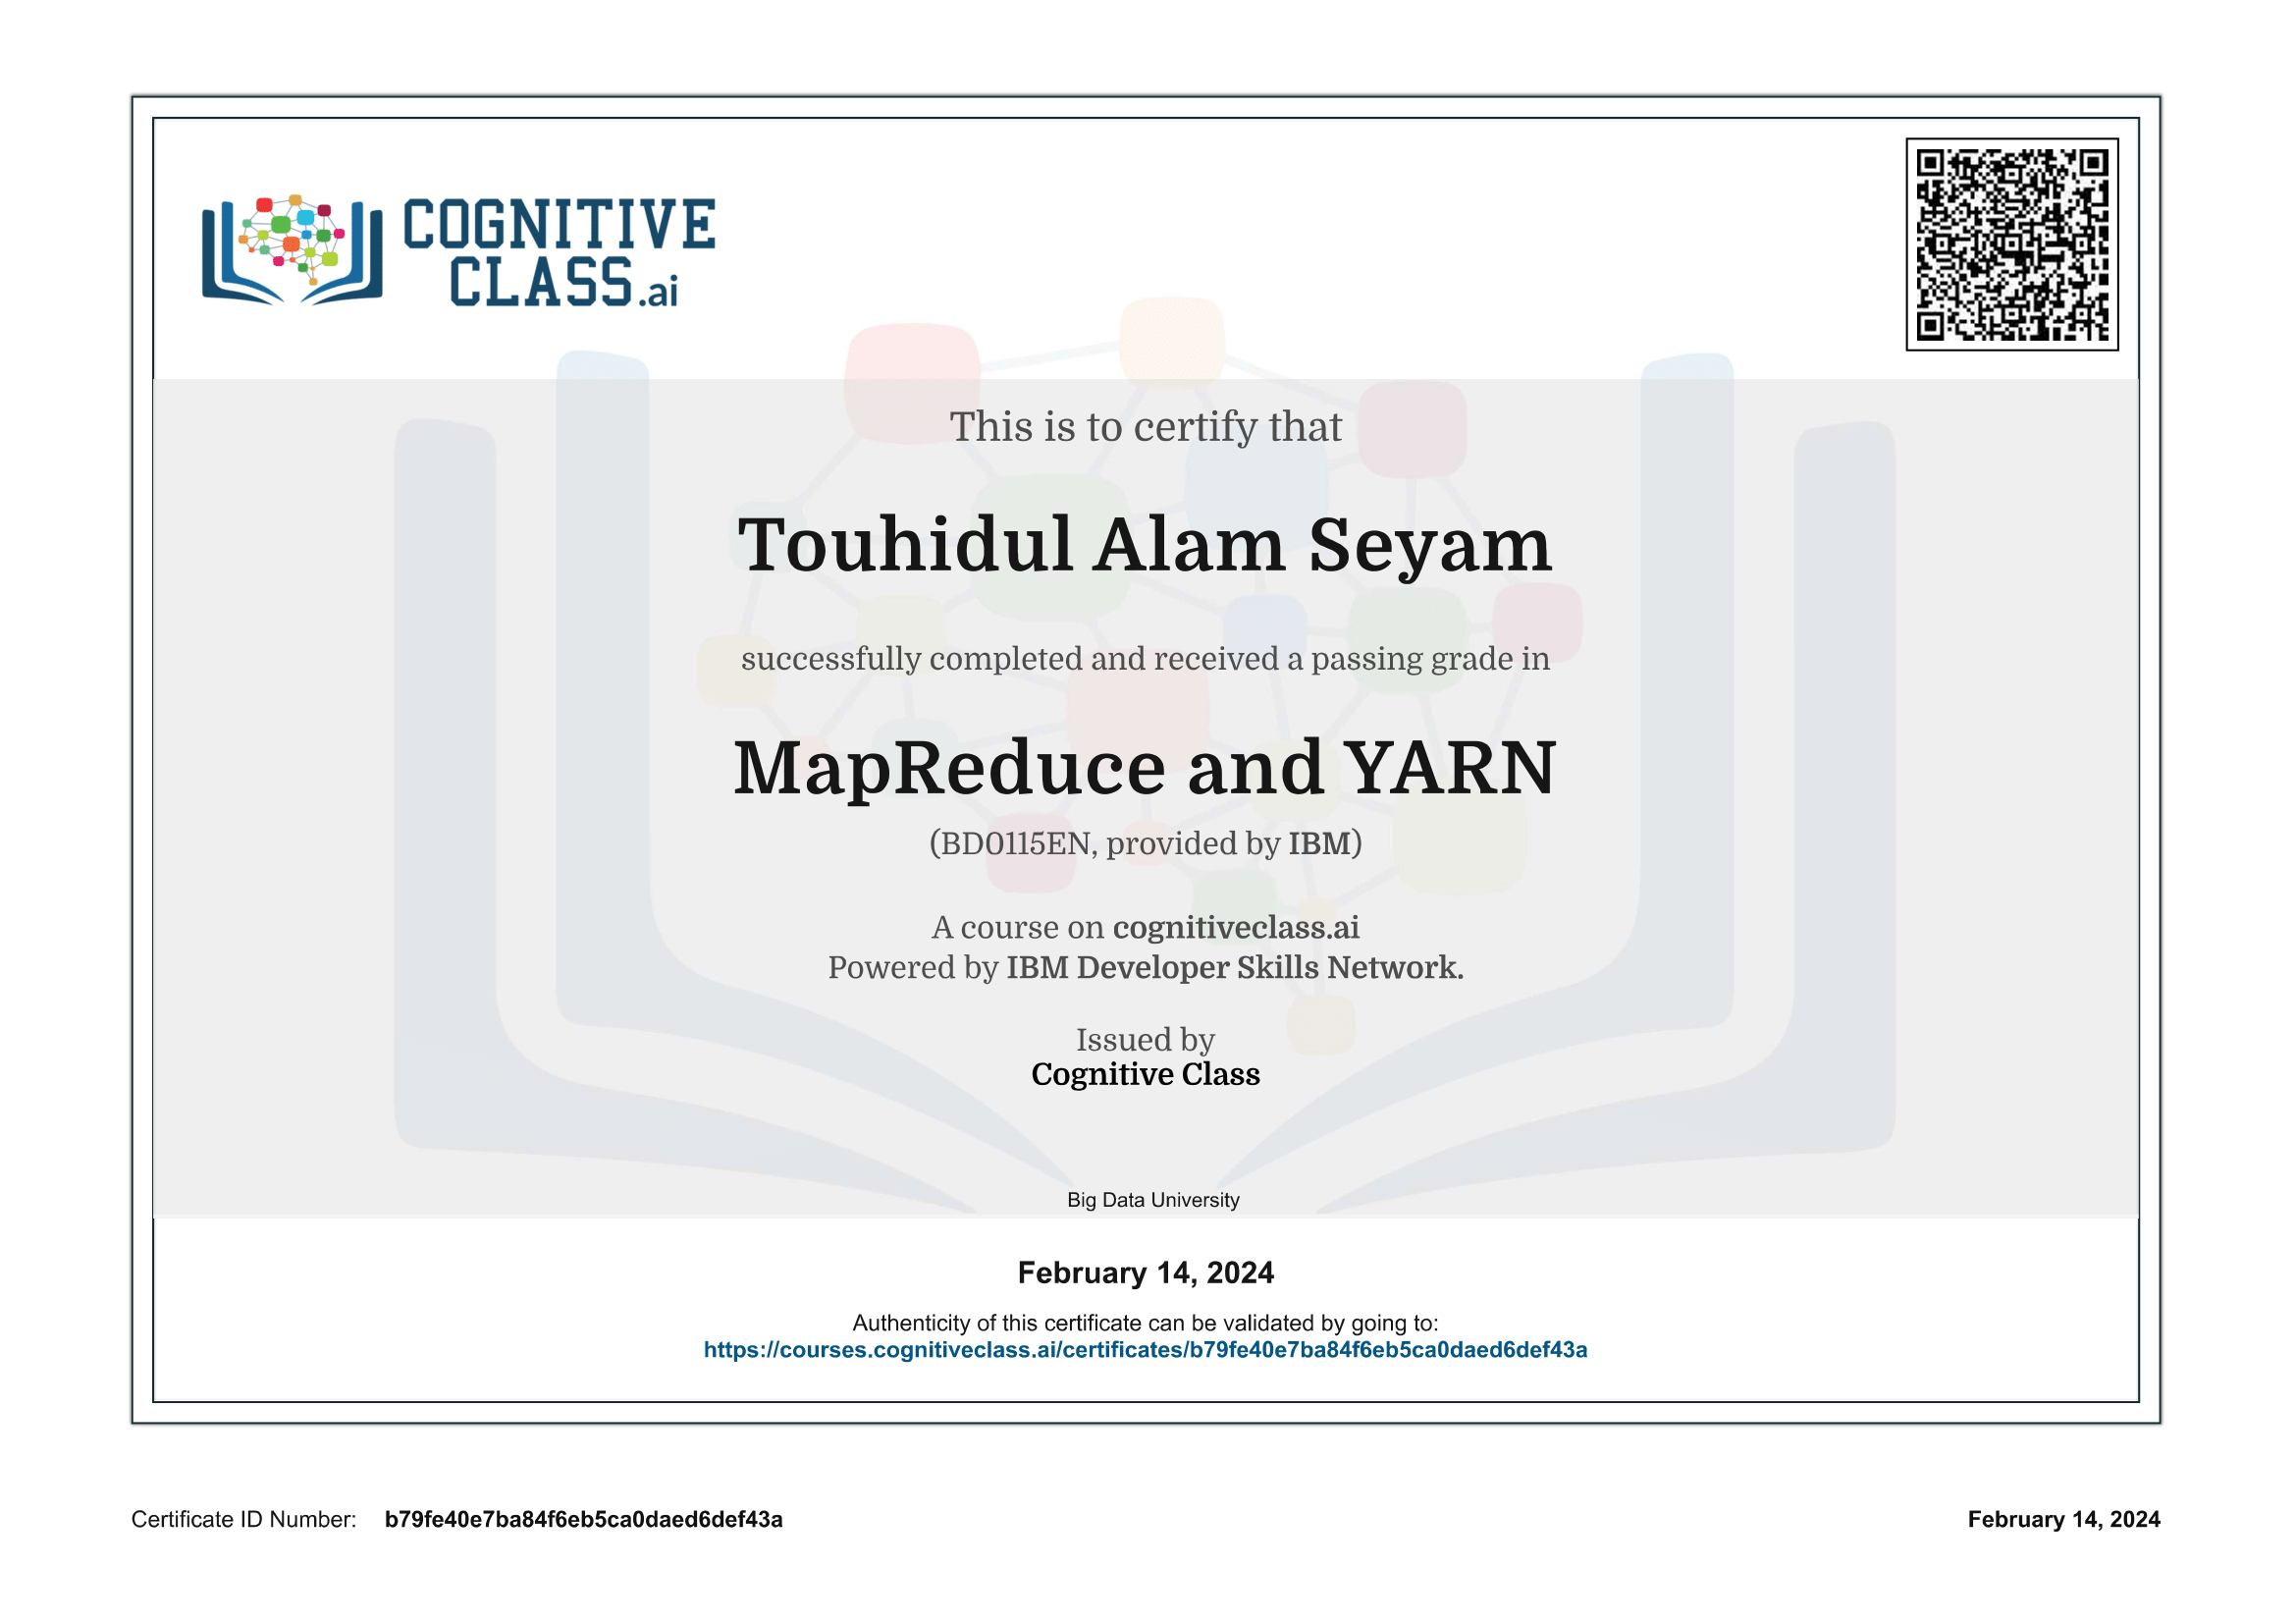 COGNITIVE
CLASS.ai
This is to certify that
Touhidul Alam Seyam
successfully completed and received a passing grade in
MapReduce and YARN
(BD0115EN, provided by IBM)
A course on cognitiveclass.ai
Powered by IBM Developer Skills Network.
Issued by
Cognitive Class
Big Data University
February 14, 2024
Authenticity of this certificate can be validated by going to:
https://courses.cognitiveclass.ai/certificates/b79fe40e7ba84f6eb5ca0daed6def43a
Certificate ID Number: b79fe40e7ba84f6eb5ca0daed6def43a
February 14, 2024